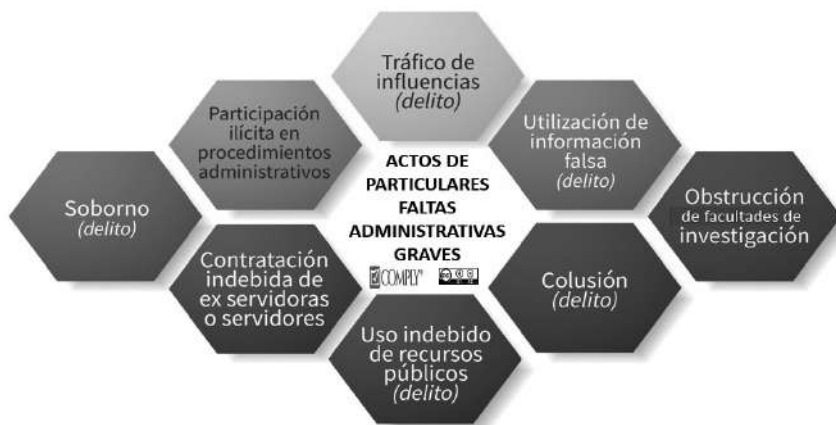 Tráfico de
influencias
(delito)
Participación
ilícita en
procedimientos
administrativos
Utilización de
información
falsa
(delito)
Soborno
(delito)
ACTOS DE
PARTICULARES
FALTAS
ADMINISTRATIVAS
GRAVES
COMPLY
Obstrucción
de facultades de
investigación
Contratación
indebida de
ex servidoras
o servidores
Colusión
(delito)
Uso indebido
de recursos
públicos
(delito)